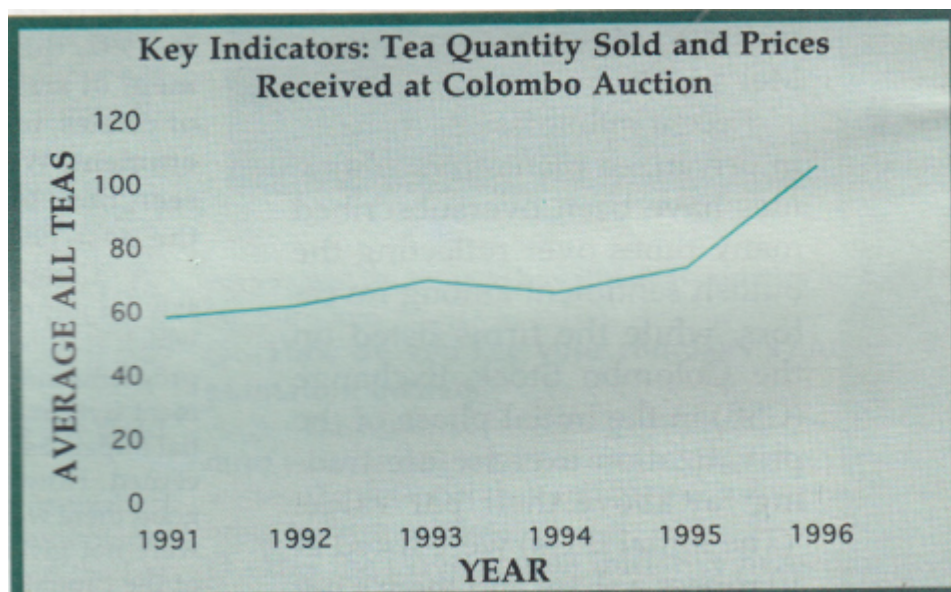 Key Indicators: Tea Quantity Sold and Prices
Received at Colombo Auction
120
100
80
60
40
20
0
AVERAGE ALL TEAS
1991 1992 1993 1994 1995 1996
YEAR